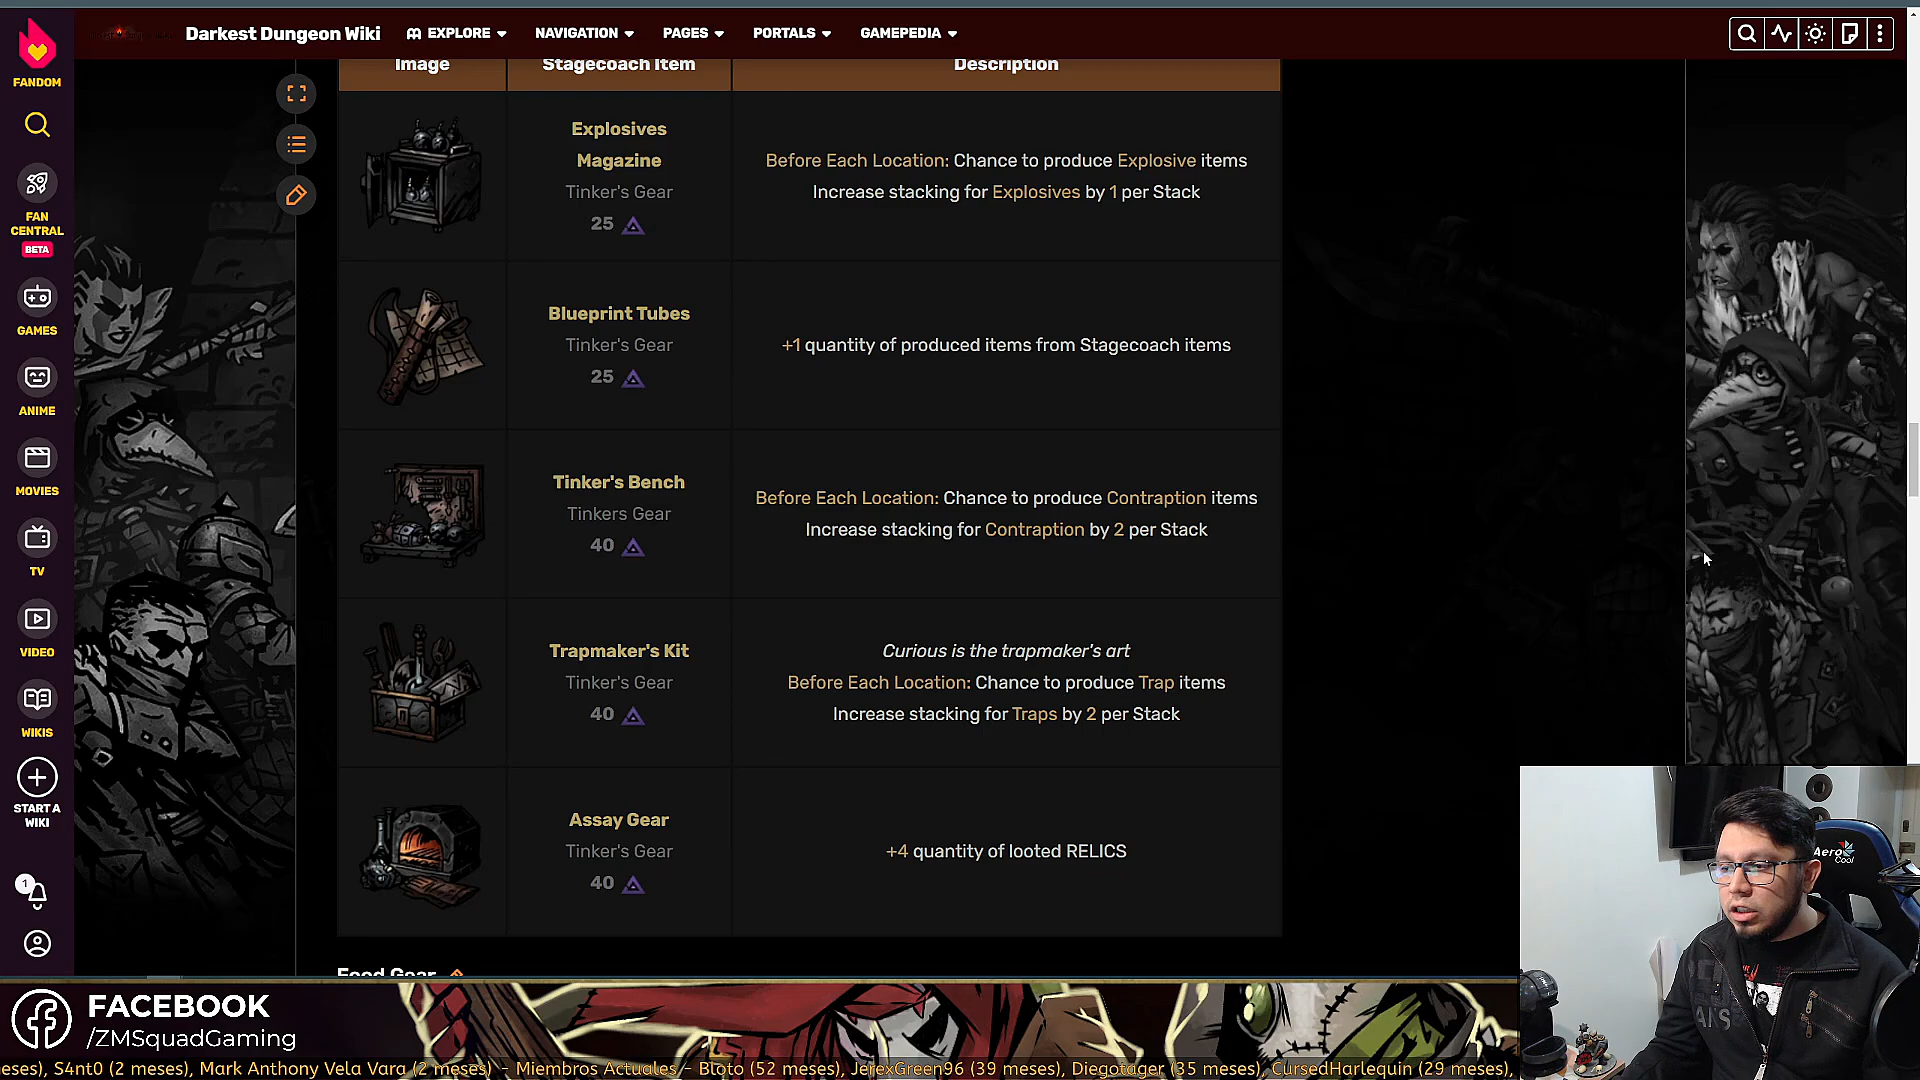 FANDOM
FAN
CENTRAL
BETA
GAMES
ANIME
MOVIES
TV
VIDEO
WIKIS
START A
WIKI
1
Darkest Dungeon Wiki
EXPLORE
NAVIGATION
PAGES
PORTALS
GAMEPEDIA
Image
Stagecoach Item
Description
Explosives
Magazine
Tinker's Gear
25
Before Each Location: Chance to produce Explosive items
Increase stacking for Explosives by 1 per Stack
Blueprint Tubes
Tinker's Gear
25
+1 quantity of produced items from Stagecoach items
Tinker's Bench
Tinkers Gear
40
Before Each Location: Chance to produce Contraption items
Increase stacking for Contraption by 2 per Stack
Trapmaker's Kit
Tinker's Gear
40
Curious is the trapmaker's art
Before Each Location: Chance to produce Trap items
Increase stacking for Traps by 2 per Stack
Assay Gear
Tinker's Gear
40
+4 quantity of looted RELICS
Food Gear
Aero
Cool
FACEBOOK
/ZMSquadGaming
eses), S4nt0 (2 meses), Mark Anthony Vela Vara (2 meses) - Miembros Actuales - Bloto (52 meses), JerexGreen96 (39 meses), Diegotager (35 meses), CursedHarlequin (29 meses),